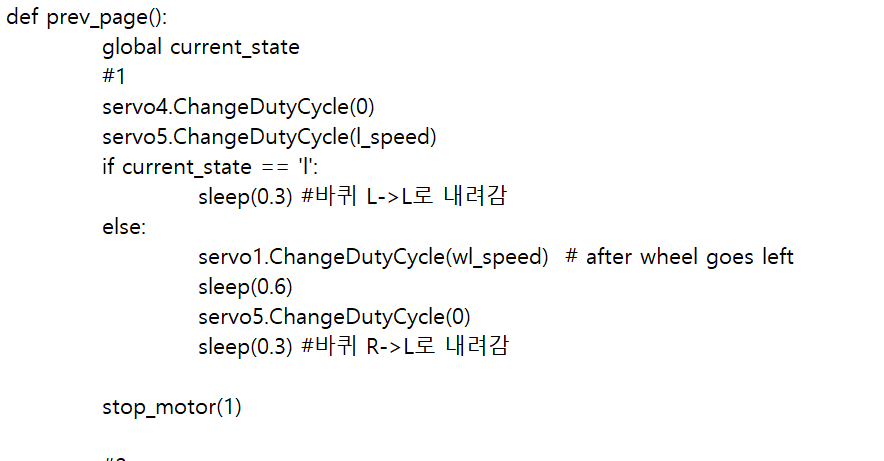 def prev_page():
global current_state
#1
servo4.ChangeDutyCycle(0)
servo5.ChangeDutyCycle(l_speed)
if current_state == 'l':
sleep(0.3) #바퀴 L->L로 내려감
else:
servo1.ChangeDutyCycle(wl_speed)  # after wheel goes left
sleep(0.6)
servo5.ChangeDutyCycle(0)
sleep(0.3) #바퀴 R->L로 내려감
stop_motor(1)